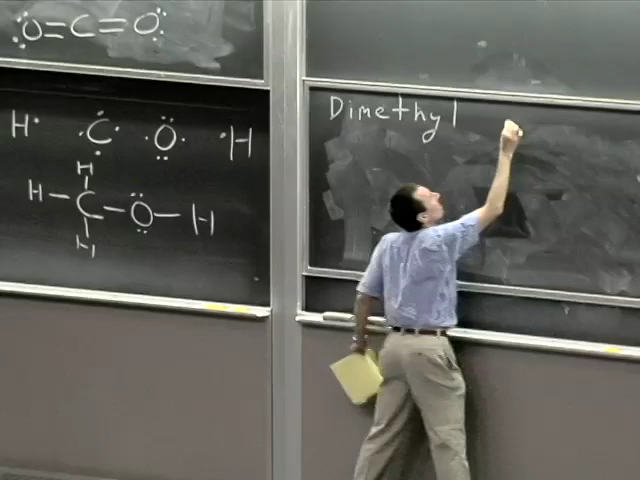 O=C=O
H C O H
H
H-C-O-H
H
Dimethyl